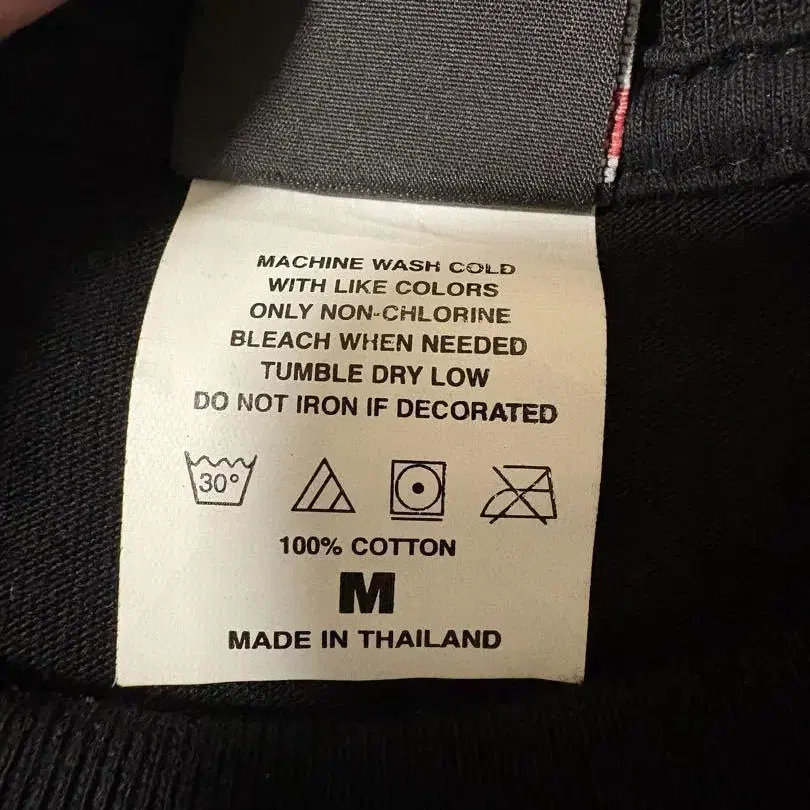 MACHINE WASH COLD
WITH LIKE COLORS
ONLY NON-CHLORINE
BLEACH WHEN NEEDED
TUMBLE DRY LOW
DO NOT IRON IF DECORATED
30°
100% COTTON
M
MADE IN THAILAND